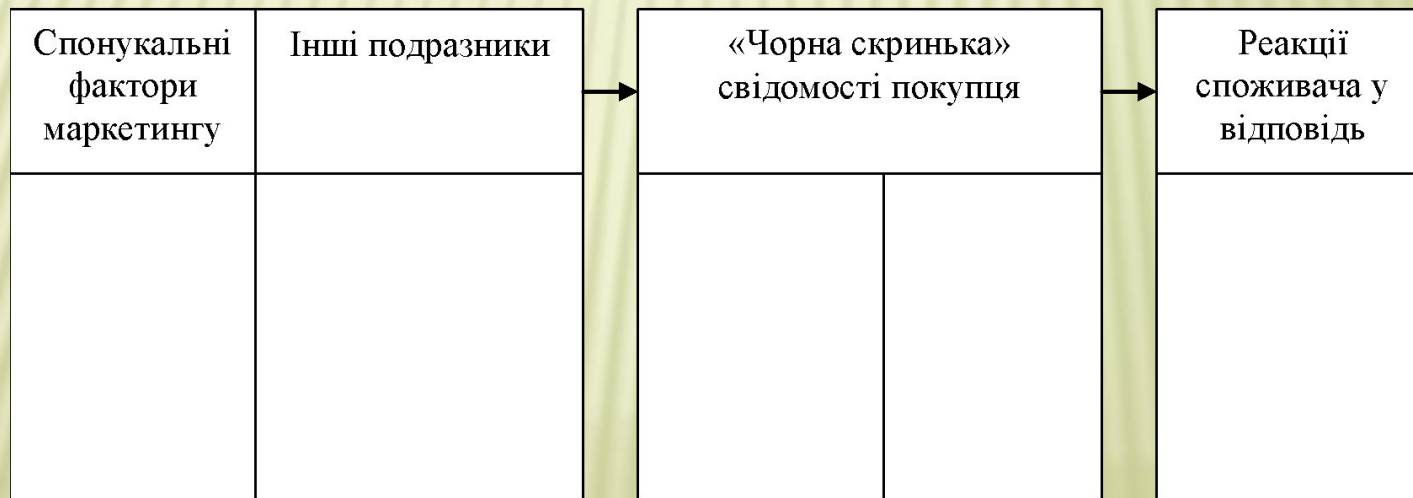 Спонукальні
фактори
маркетингу
Інші подразники
«Чорна скринька»
свідомості покупця
Реакції
споживача у
відповідь